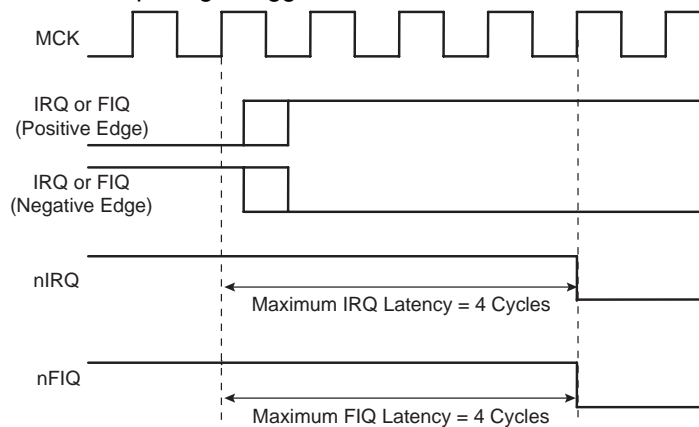 MCK
IRQ or FIQ
(Positive Edge)
IRQ or FIQ
(Negative Edge)
nIRQ
Maximum IRQ Latency = 4 Cycles
nFIQ
Maximum FIQ Latency = 4 Cycles